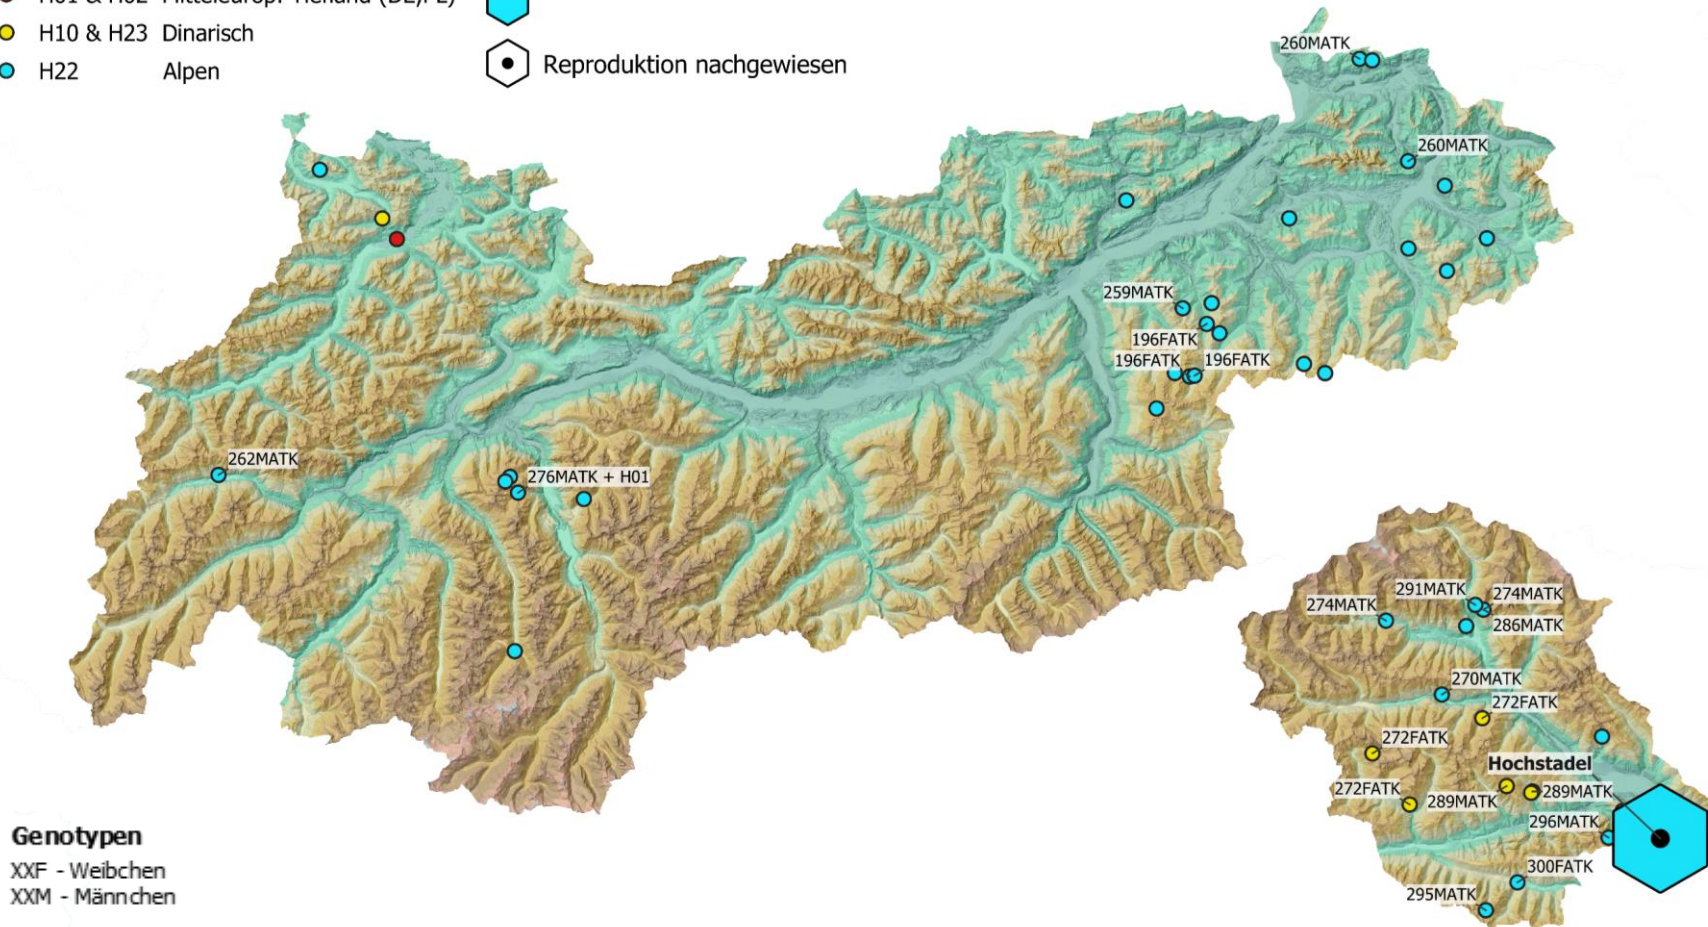 H10 & H23 Dinarisch
H22 Alpen
Reproduktion nachgewiesen
260MATK
260MATK
259MATK
196FATK
196FATK
196FATK
262MATK
276MATK + H01
291MATK
274MATK
274MATK
286MATK
270MATK
272FATK
272FATK
Hochstadel
272FATK
289MATK
289MATK
296MATK
300FATK
295MATK
Genotypen
XXF - Weibchen
XXM - Männchen